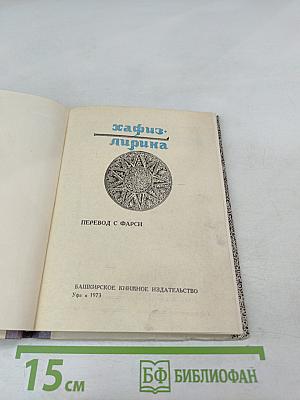 хафиз·
лирика
ПЕРЕВОД С ФАРСИ
БАШКИРСКОЕ КНИЖНОЕ ИЗДАТЕЛЬСТВО
Уфа • 1973
15 см
БФ БИБЛИОФАН